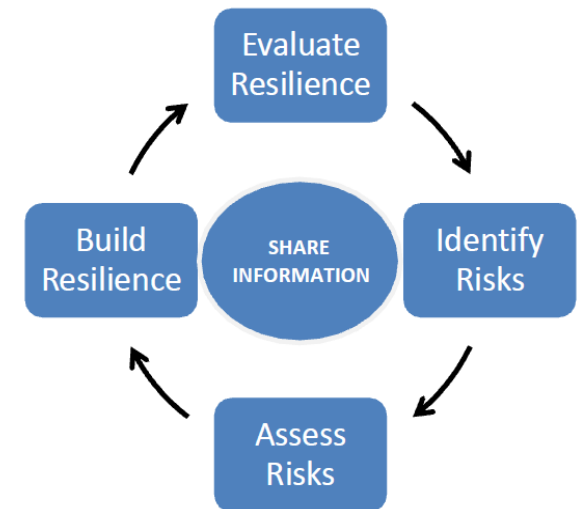 Evaluate
Resilience
Build
Resilience
SHARE
INFORMATION
Identify
Risks
Assess
Risks